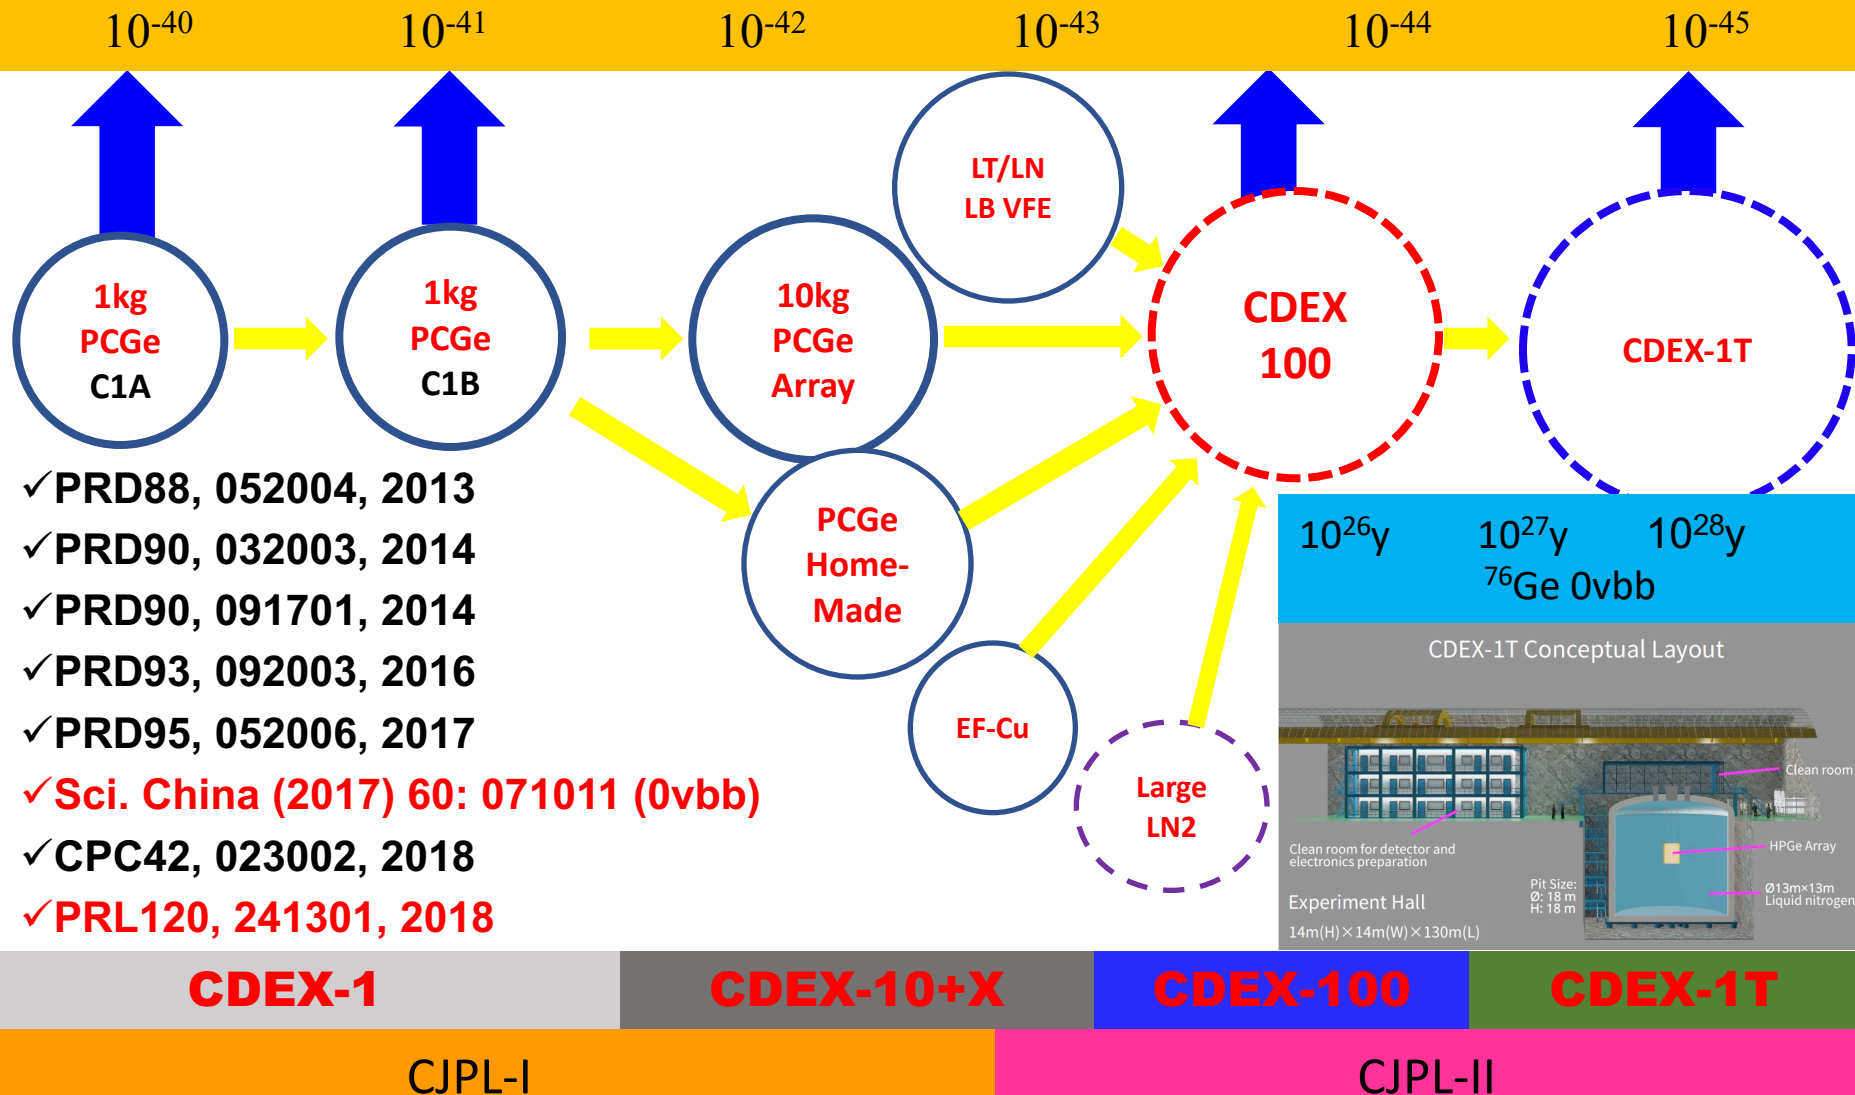 10-40 10-41 10-42 10-43 10-44 10-45
1kg
PCGe
C1A
1kg
PCGe
C1B
10kg
PCGe
Array
LT/LN
LB VFE
CDEX
100
CDEX-1T
PCGe
Home-
Made
EF-Cu
Large
LN2
✓PRD88, 052004, 2013
✓PRD90, 032003, 2014
✓PRD90, 091701, 2014
✓PRD93, 092003, 2016
✓PRD95, 052006, 2017
✓Sci. China (2017) 60: 071011 (0vbb)
✓CPC42, 023002, 2018
✓PRL120, 241301, 2018
10²⁶y 10²⁷y 10²⁸y
⁷⁶Ge 0vbb
CDEX-1T Conceptual Layout
Clean room
HPGe Array
Ø13m×13m
Liquid nitrogen
Clean room for detector and
electronics preparation
Pit Size:
Ø: 18 m
H: 18 m
Experiment Hall
14m(H)×14m(W)×130m(L)
CDEX-1 CDEX-10+X CDEX-100 CDEX-1T
CJPL-I CJPL-II